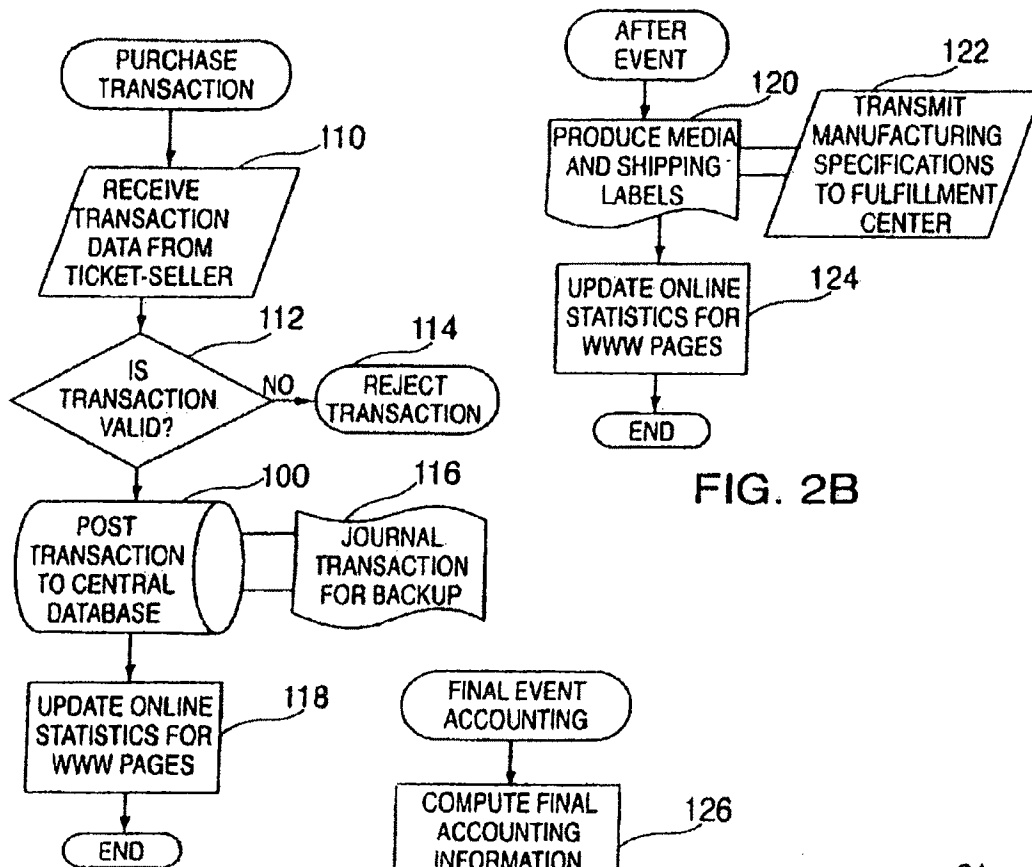 PURCHASE
TRANSACTION
110
RECEIVE
TRANSACTION
DATA FROM
TICKET-SELLER
112
IS
TRANSACTION
VALID?
NO
114
REJECT
TRANSACTION
100
POST
TRANSACTION
TO CENTRAL
DATABASE
116
JOURNAL
TRANSACTION
FOR BACKUP
118
UPDATE ONLINE
STATISTICS FOR
WWW PAGES
END
AFTER
EVENT
120
PRODUCE MEDIA
AND SHIPPING
LABELS
122
TRANSMIT
MANUFACTURING
SPECIFICATIONS
TO FULFILLMENT
CENTER
124
UPDATE ONLINE
STATISTICS FOR
WWW PAGES
END
FIG. 2B
FINAL EVENT
ACCOUNTING
126
COMPUTE FINAL
ACCOUNTING
INFORMATION